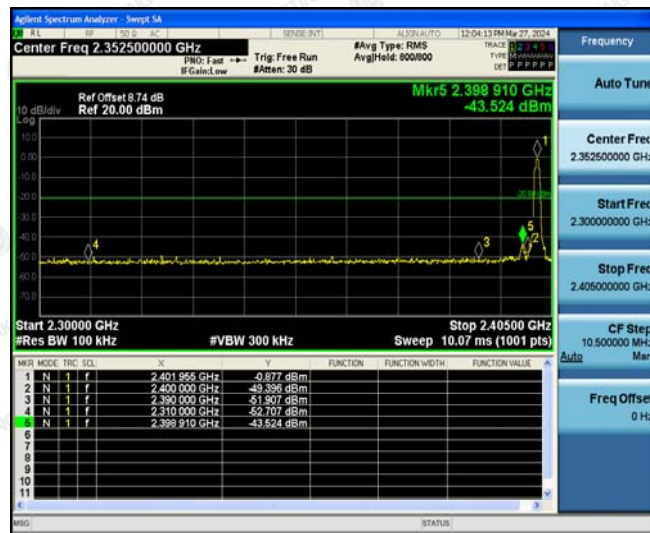 Agilent Spectrum Analyzer - Swept SA
RL RF 50 Ω AC SENSE:INT ALIGNAUTO 12:04:13 PM Mar 27, 2024
Center Freq 2.352500000 GHz
PNO: Fast
IFGain:Low
Trig: Free Run
#Atten: 30 dB
#Avg Type: RMS
Avg|Hold: 800/800
TRACE 1 2 3 4 5 6
TYPE
DET P P P P P P
Ref Offset 8.74 dB
Ref 20.00 dBm
10 dB/div
Log
Mkr5 2.398 910 GHz
-43.524 dBm
10.0
0.00
-10.0
-20.0
-30.0
-40.0
-50.0
-60.0
-70.0
1
2
3
4
5
Start 2.30000 GHz
#Res BW 100 kHz
#VBW 300 kHz
Stop 2.40500 GHz
Sweep 10.07 ms (1001 pts)
MKR MODE TRC SCL X Y FUNCTION FUNCTION WIDTH FUNCTION VALUE
1 N 1 f 2.401 955 GHz -0.877 dBm
2 N 1 f 2.400 000 GHz -49.396 dBm
3 N 1 f 2.390 000 GHz -51.907 dBm
4 N 1 f 2.310 000 GHz -52.707 dBm
5 N 1 f 2.398 910 GHz -43.524 dBm
6
7
8
9
10
11
MSG STATUS
Frequency
Auto Tune
Center Freq
2.352500000 GHz
Start Freq
2.300000000 GHz
Stop Freq
2.405000000 GHz
CF Step
10.500000 MHz
Auto Man
Freq Offset
0 Hz